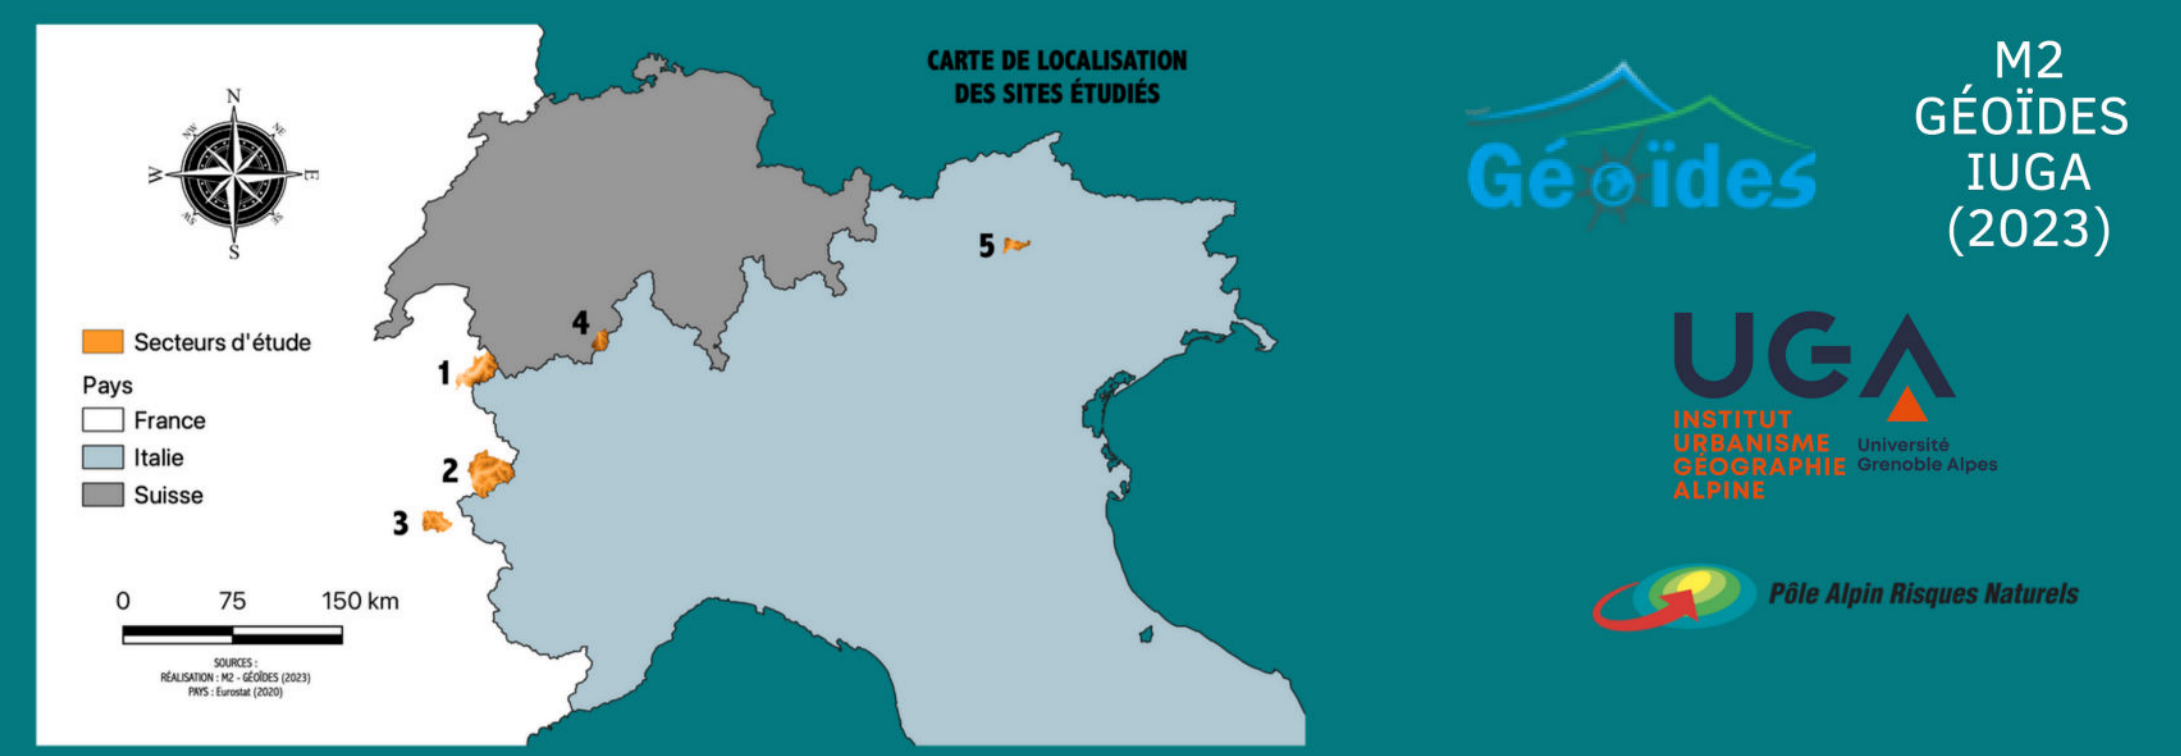 CARTE DE LOCALISATION
DES SITES ÉTUDIÉS
N
NW
NE
W
E
SW
SE
S
1
2
3
4
5
Secteurs d'étude
Pays
France
Italie
Suisse
0 75 150 km
SOURCES :
RÉALISATION : M2 - GÉOÏDES (2023)
PAYS : Eurostat (2020)
Géoïdes
M2
GÉOÏDES
IUGA
(2023)
UGA
INSTITUT
URBANISME
GÉOGRAPHIE
ALPINE
Université
Grenoble Alpes
Pôle Alpin Risques Naturels